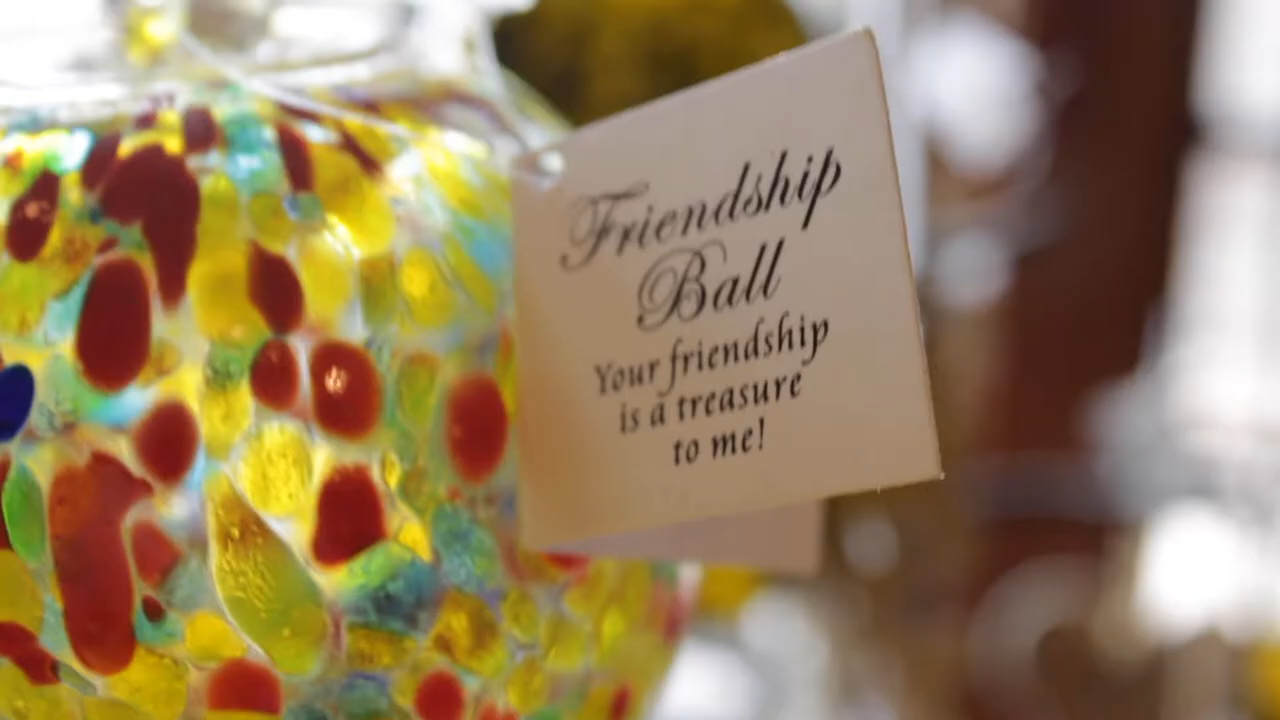 Friendship
Ball
Your friendship
is a treasure
to me!